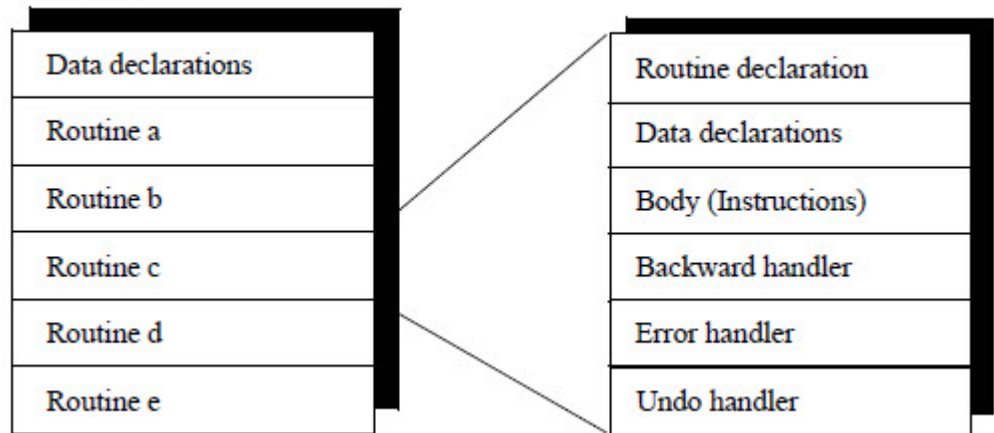 Data declarations
Routine a
Routine b
Routine c
Routine d
Routine e
Routine declaration
Data declarations
Body (Instructions)
Backward handler
Error handler
Undo handler